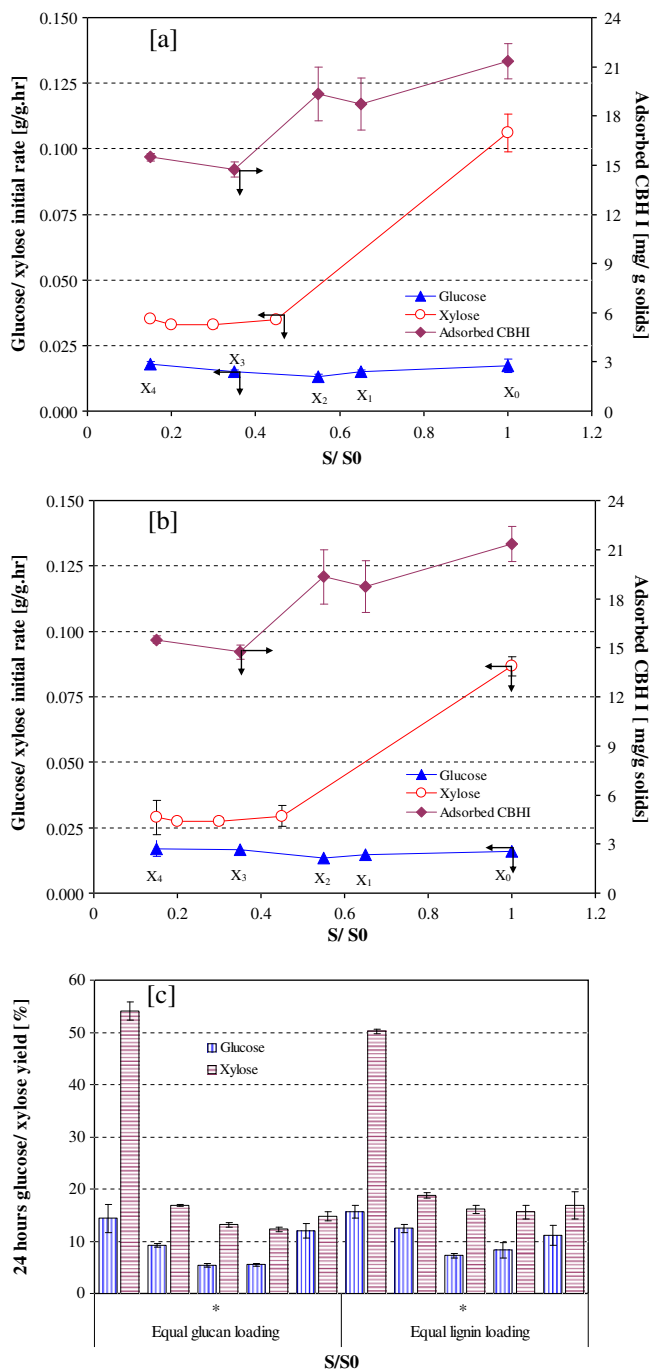 [a]
Glucose/ xylose initial rate [g/g.hr]
0.150
0.125
0.100
0.075
0.050
0.025
0.000
24
21
18
15
12
9
6
3
0
Adsorbed CBH I [mg/ g solids]
Glucose
Xylose
Adsorbed CBHI
X4
X3
X2
X1
X0
0
0.2
0.4
0.6
0.8
1
1.2
S/ S0
[b]
Glucose/ xylose initial rate [g/g.hr]
0.150
0.125
0.100
0.075
0.050
0.025
0.000
24
21
18
15
12
9
6
3
0
Adsorbed CBH I [ mg/g solids]
Glucose
Xylose
Adsorbed CBHI
X4
X3
X2
X1
X0
0
0.2
0.4
0.6
0.8
1
1.2
S/ S0
[c]
24 hours glucose/ xylose yield [%]
60
50
40
30
20
10
0
Glucose
Xylose
*
*
Equal glucan loading
Equal lignin loading
S/S0